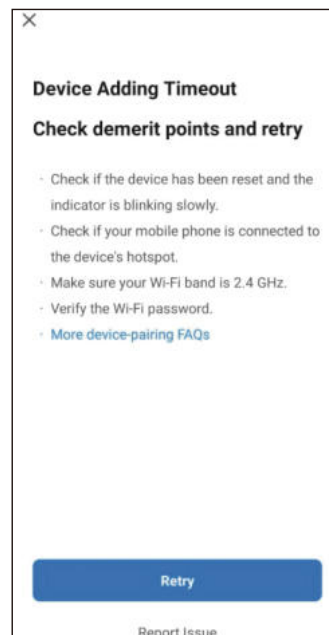 Device Adding Timeout
Check demerit points and retry
· Check if the device has been reset and the
indicator is blinking slowly.
· Check if your mobile phone is connected to
the device's hotspot.
· Make sure your Wi-Fi band is 2.4 GHz.
· Verify the Wi-Fi password.
· More device-pairing FAQs
Retry
Report Issue